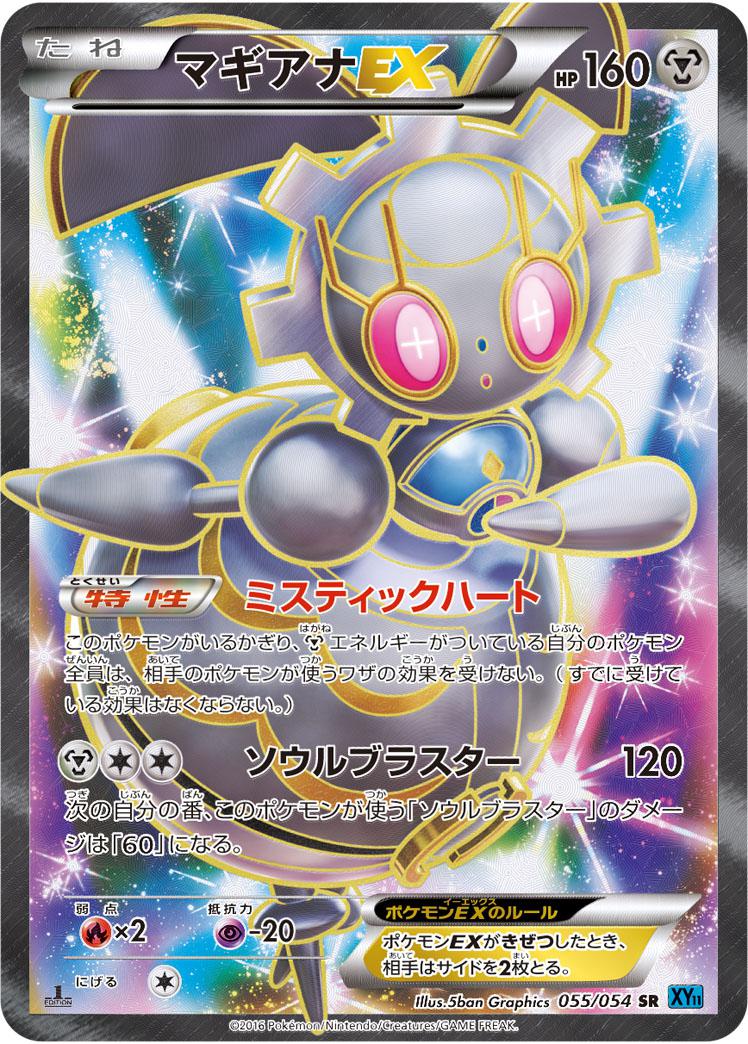 たね
マギアナEX
HP160
とくせい
特性
ミスティックハート
このポケモンがいるかぎり、エネルギーがついている自分のポケモン
全員は、相手のポケモンが使うワザの効果を受けない。（すでに受けて
いる効果はなくならない。）
ソウルブラスター 120
次の自分の番、このポケモンが使う「ソウルブラスター」のダメー
ジは「60」になる。
弱点
×2
抵抗力
-20
にげる
イーエックス
ポケモンEXのルール
ポケモンEXがきぜつしたとき、
相手はサイドを2枚とる。
1 EDITION
Illus.5ban Graphics 055/054 SR XY11
©2016 Pokémon/Nintendo/Creatures/GAME FREAK.